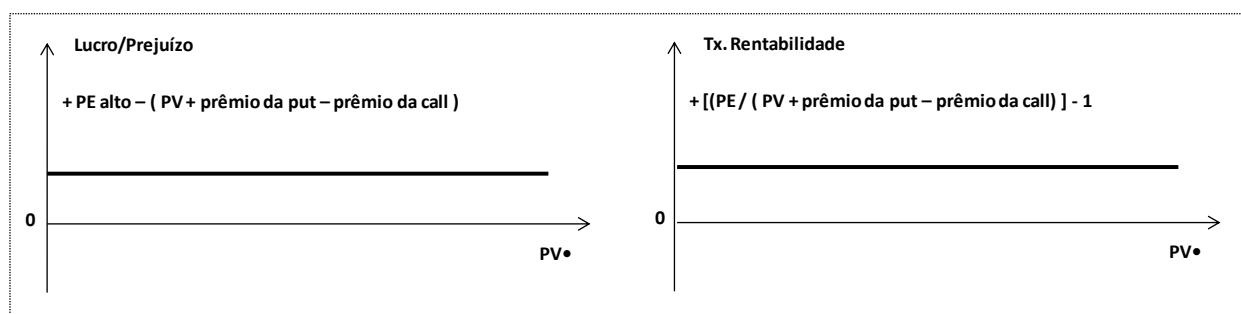 Lucro/Prejuízo
+ PE alto – ( PV + prêmio da put – prêmio da call )
0
PV•
Tx. Rentabilidade
+ [(PE / ( PV + prêmio da put – prêmio da call) ] - 1
0
PV•